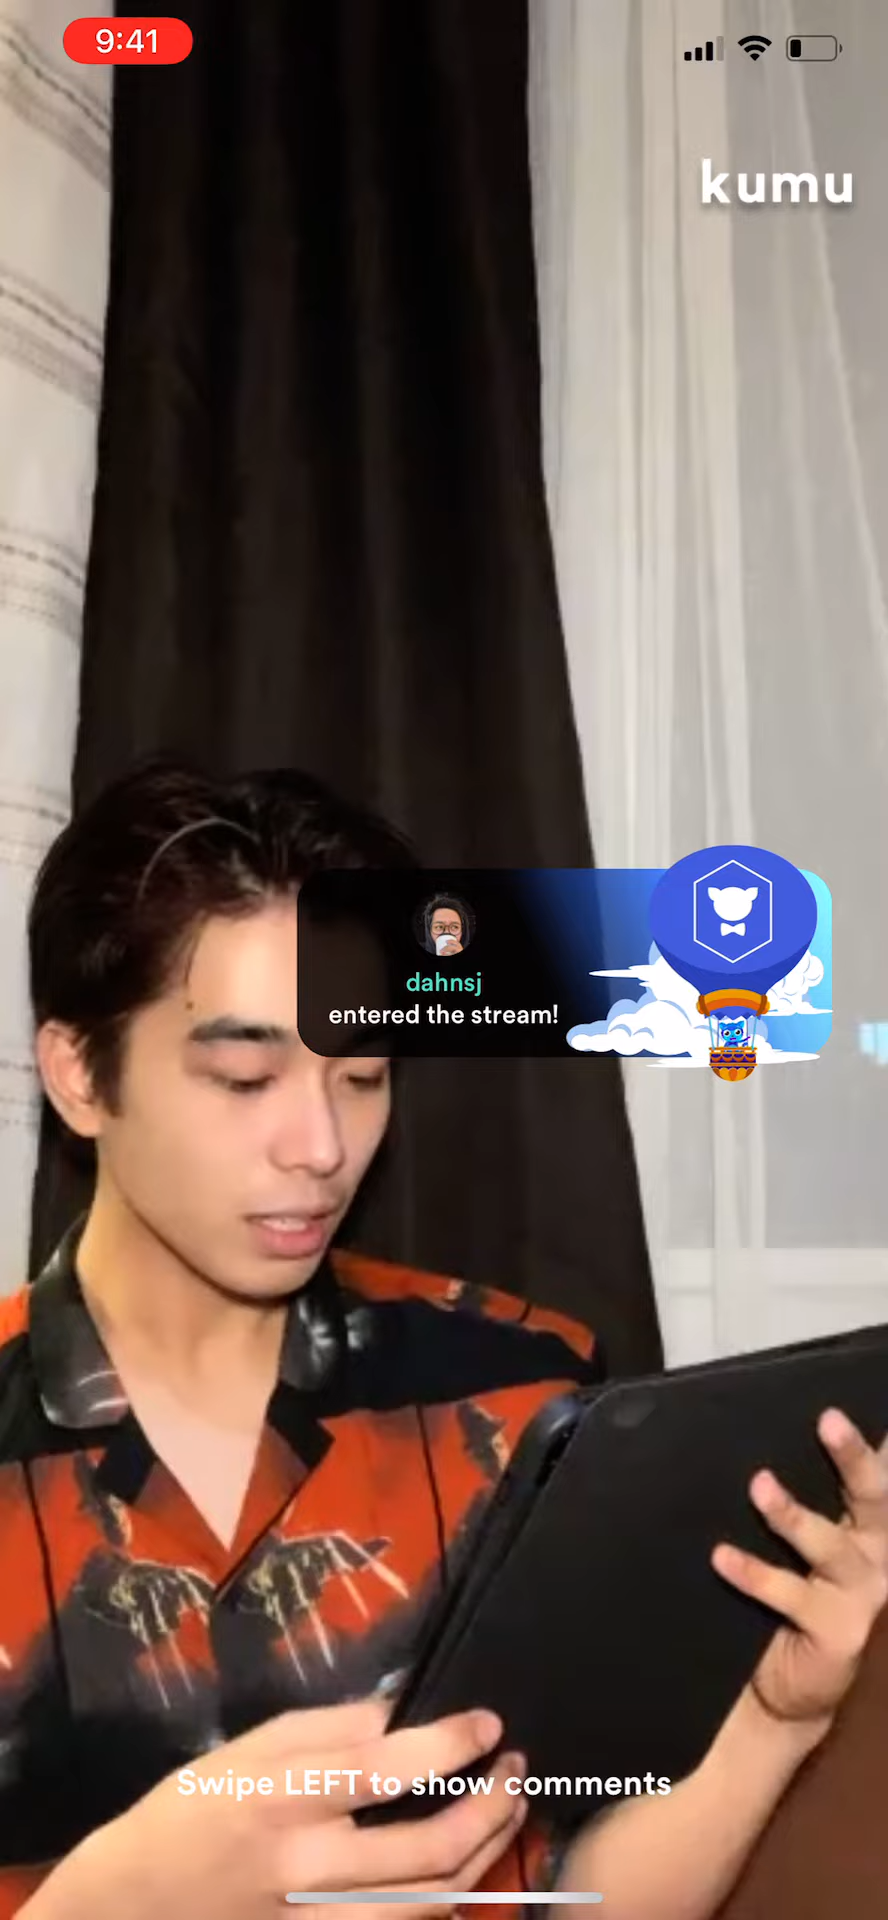 9:41
kumu
dahnsj
entered the stream!
Swipe LEFT to show comments